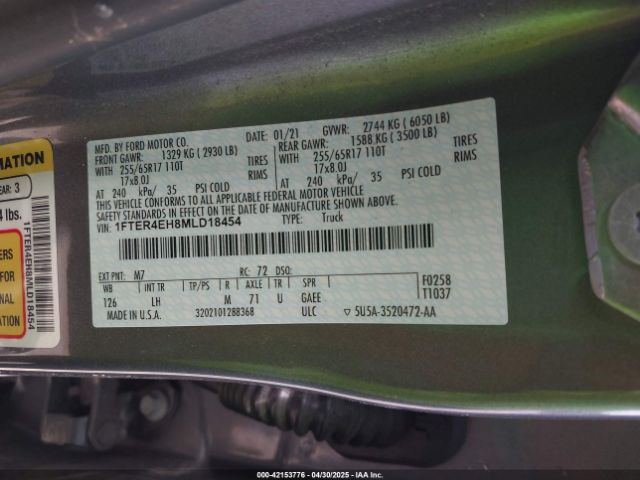 MFD. BY FORD MOTOR CO.
DATE: 01/21 GVWR: 2744 KG ( 6050 LB)
FRONT GAWR: 1329 KG ( 2930 LB) REAR GAWR: 1588 KG ( 3500 LB)
WITH 255/65R17 110T TIRES WITH 255/65R17 110T TIRES
17x8.0J RIMS 17x8.0J RIMS
AT 240 kPa/ 35 PSI COLD AT 240 kPa/ 35 PSI COLD
THIS VEHICLE CONFORMS TO ALL APPLICABLE FEDERAL MOTOR VEHICLE
SAFETY STANDARDS IN EFFECT ON THE DATE OF MANUFACTURE SHOWN ABOVE.
VIN: 1FTER4EH8MLD18454 TYPE: Truck
EXT PNT: M7 RC: 72 DSO:
WB INT TR TP/PS R AXLE TR SPR
126 LH M 71 U GAEE
F0258
T1037
MADE IN U.S.A. 3202101288368 ULC ▽ 5U5A-3520472-AA
MATION
EAR: 3
4 lbs.
1FTER4EH8MLD18454
000-42153776 - 04/30/2025 - IAA Inc.